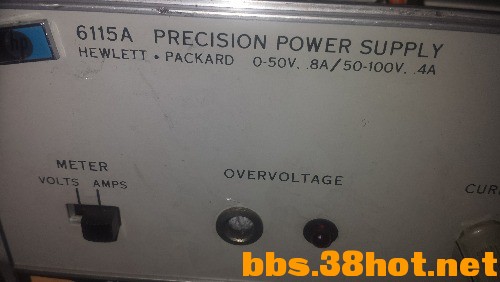 6115A PRECISION POWER SUPPLY
HEWLETT • PACKARD 0-50V, .8A/50-100V, .4A
METER
VOLTS AMPS
OVERVOLTAGE
CUR
bbs.38hot.net